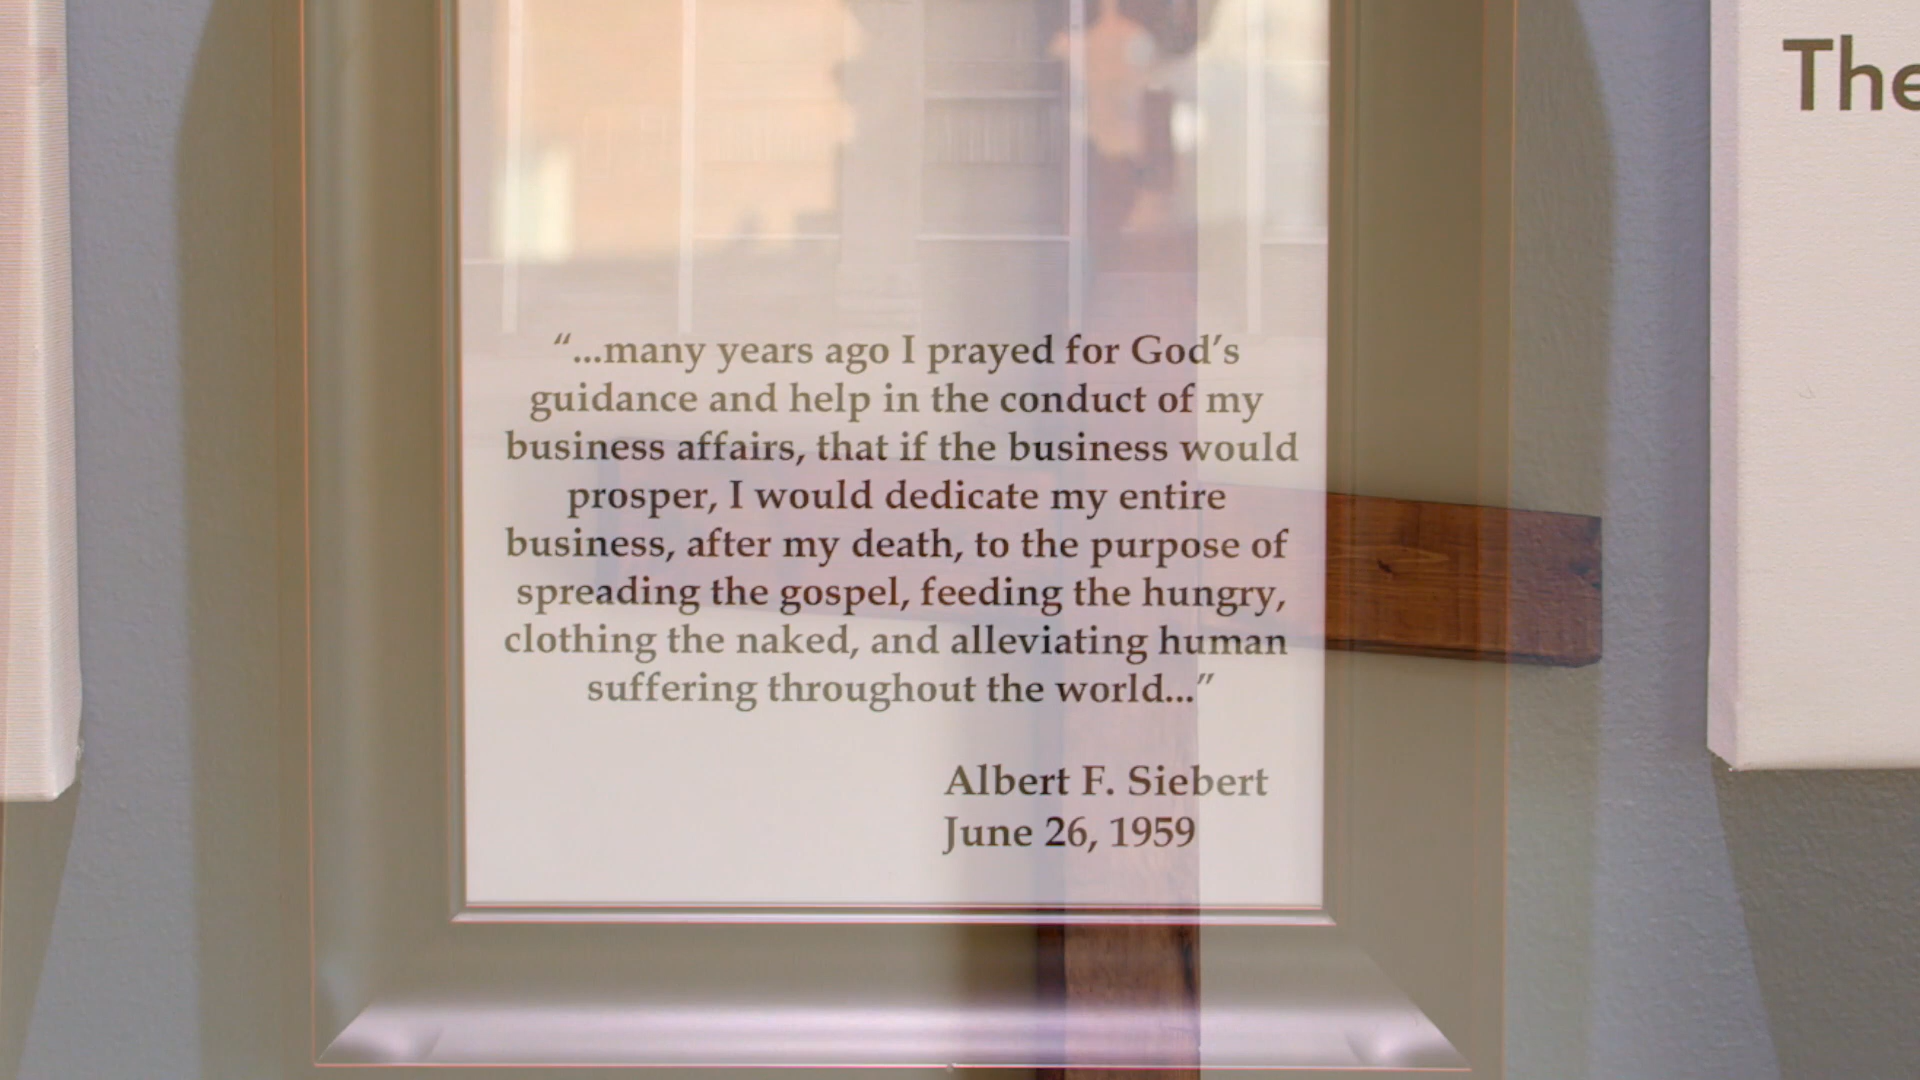 “...many years ago I prayed for God’s
guidance and help in the conduct of my
business affairs, that if the business would
prosper, I would dedicate my entire
business, after my death, to the purpose of
spreading the gospel, feeding the hungry,
clothing the naked, and alleviating human
suffering throughout the world...”
Albert F. Siebert
June 26, 1959
The